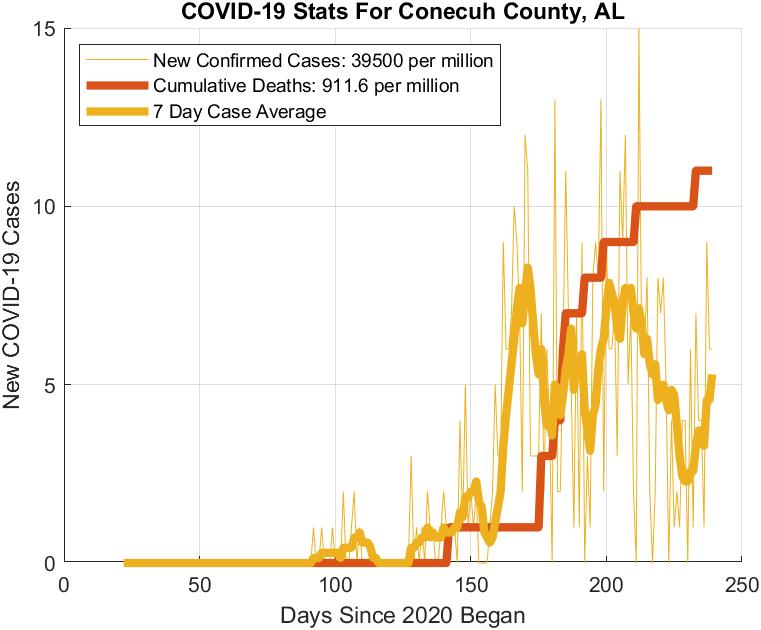 COVID-19 Stats For Conecuh County, AL
15
New Confirmed Cases: 39500 per million
Cumulative Deaths: 911.6 per million
7 Day Case Average
New COVID-19 Cases
10
5
0
0 50 100 150 200 250
Days Since 2020 Began